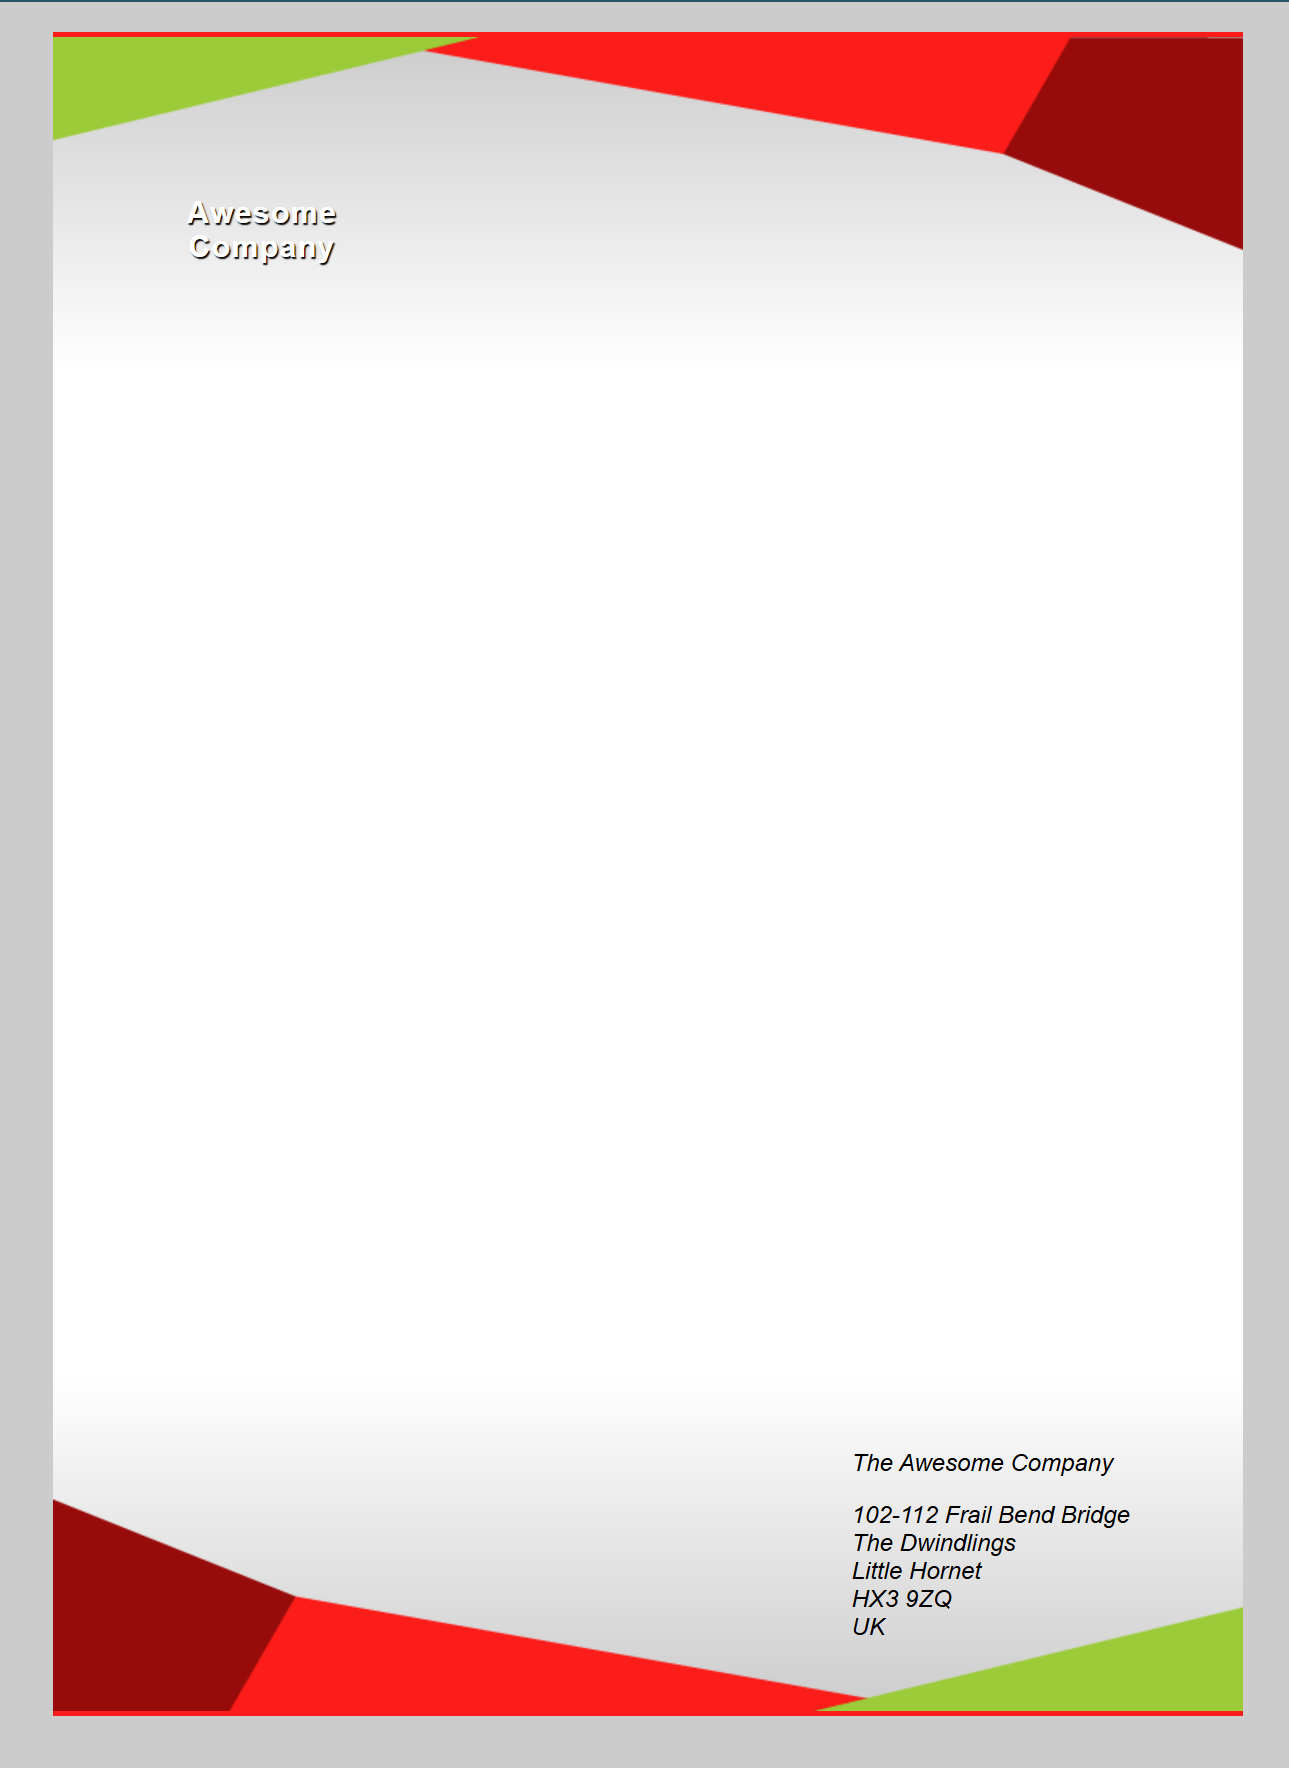 Awesome
Company
The Awesome Company
102-112 Frail Bend Bridge
The Dwindlings
Little Hornet
HX3 9ZQ
UK